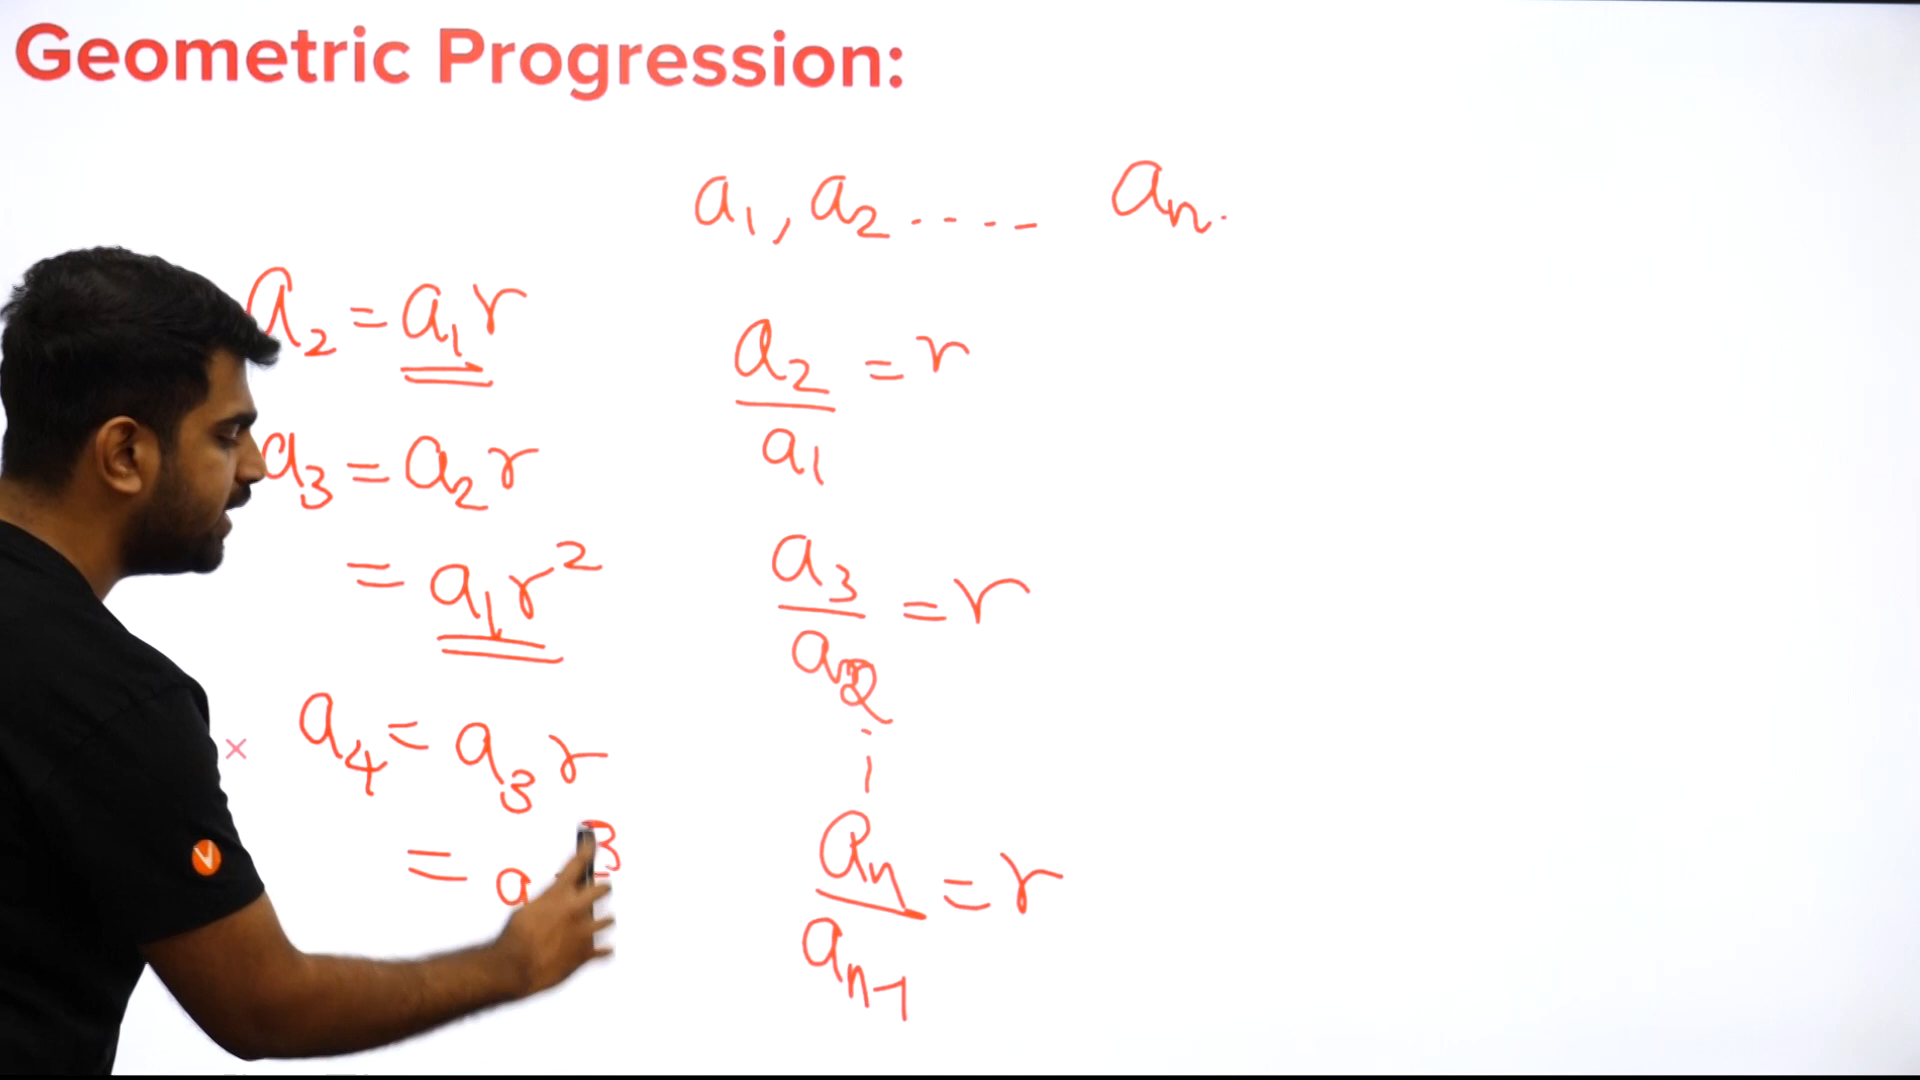 Geometric Progression:
a₁, a₂ ..... aₙ.
a₂ = a₁r
a₃ = a₂r
= a₁r²
a₄ = a₃r
= a 3
a₂/a₁ = r
a₃/a₂ = r
aₙ/aₙ₋₁ = r